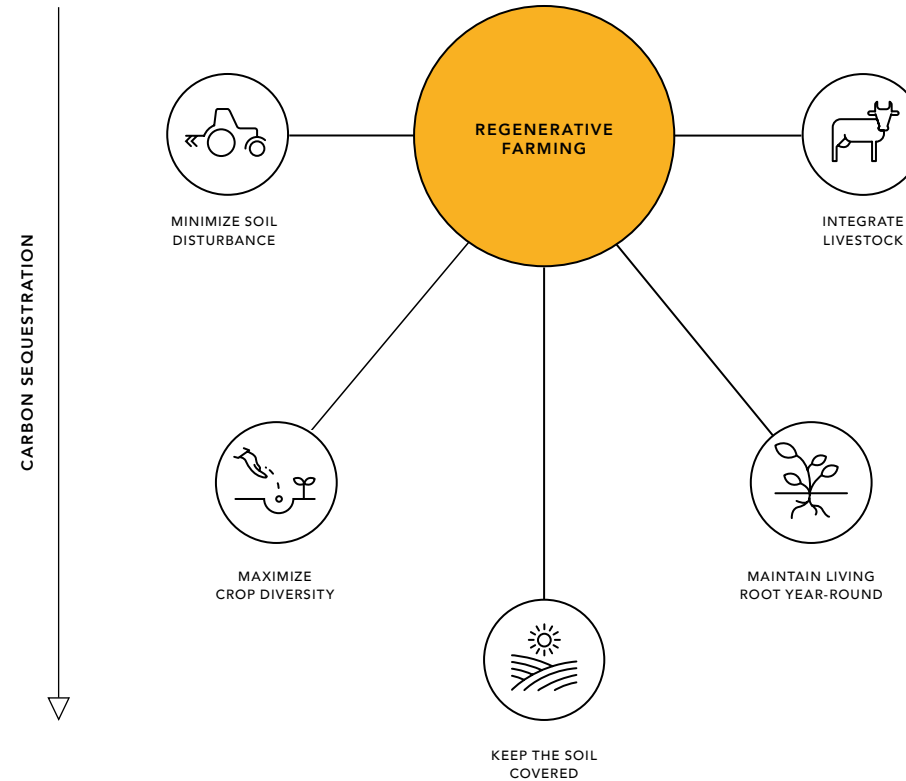 REGENERATIVE
FARMING
MINIMIZE SOIL
DISTURBANCE
INTEGRATE
LIVESTOCK
CARBON SEQUESTRATION
MAXIMIZE
CROP DIVERSITY
MAINTAIN LIVING
ROOT YEAR-ROUND
KEEP THE SOIL
COVERED